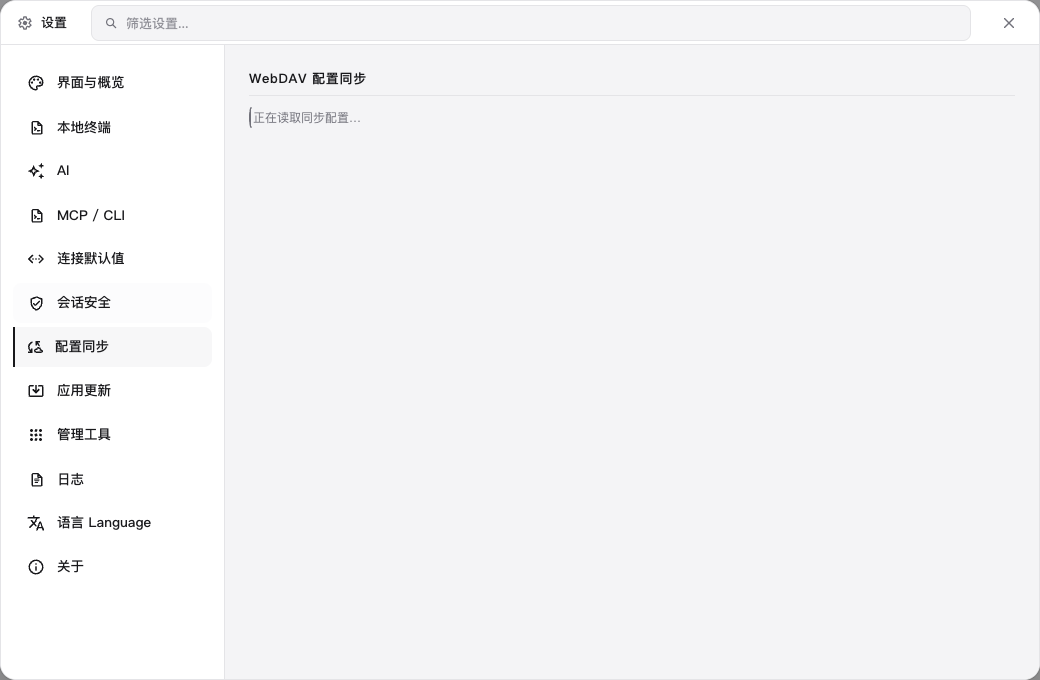 设置
筛选设置...
界面与概览
本地终端
AI
MCP / CLI
连接默认值
会话安全
配置同步
应用更新
管理工具
日志
语言 Language
关于
WebDAV 配置同步
正在读取同步配置...